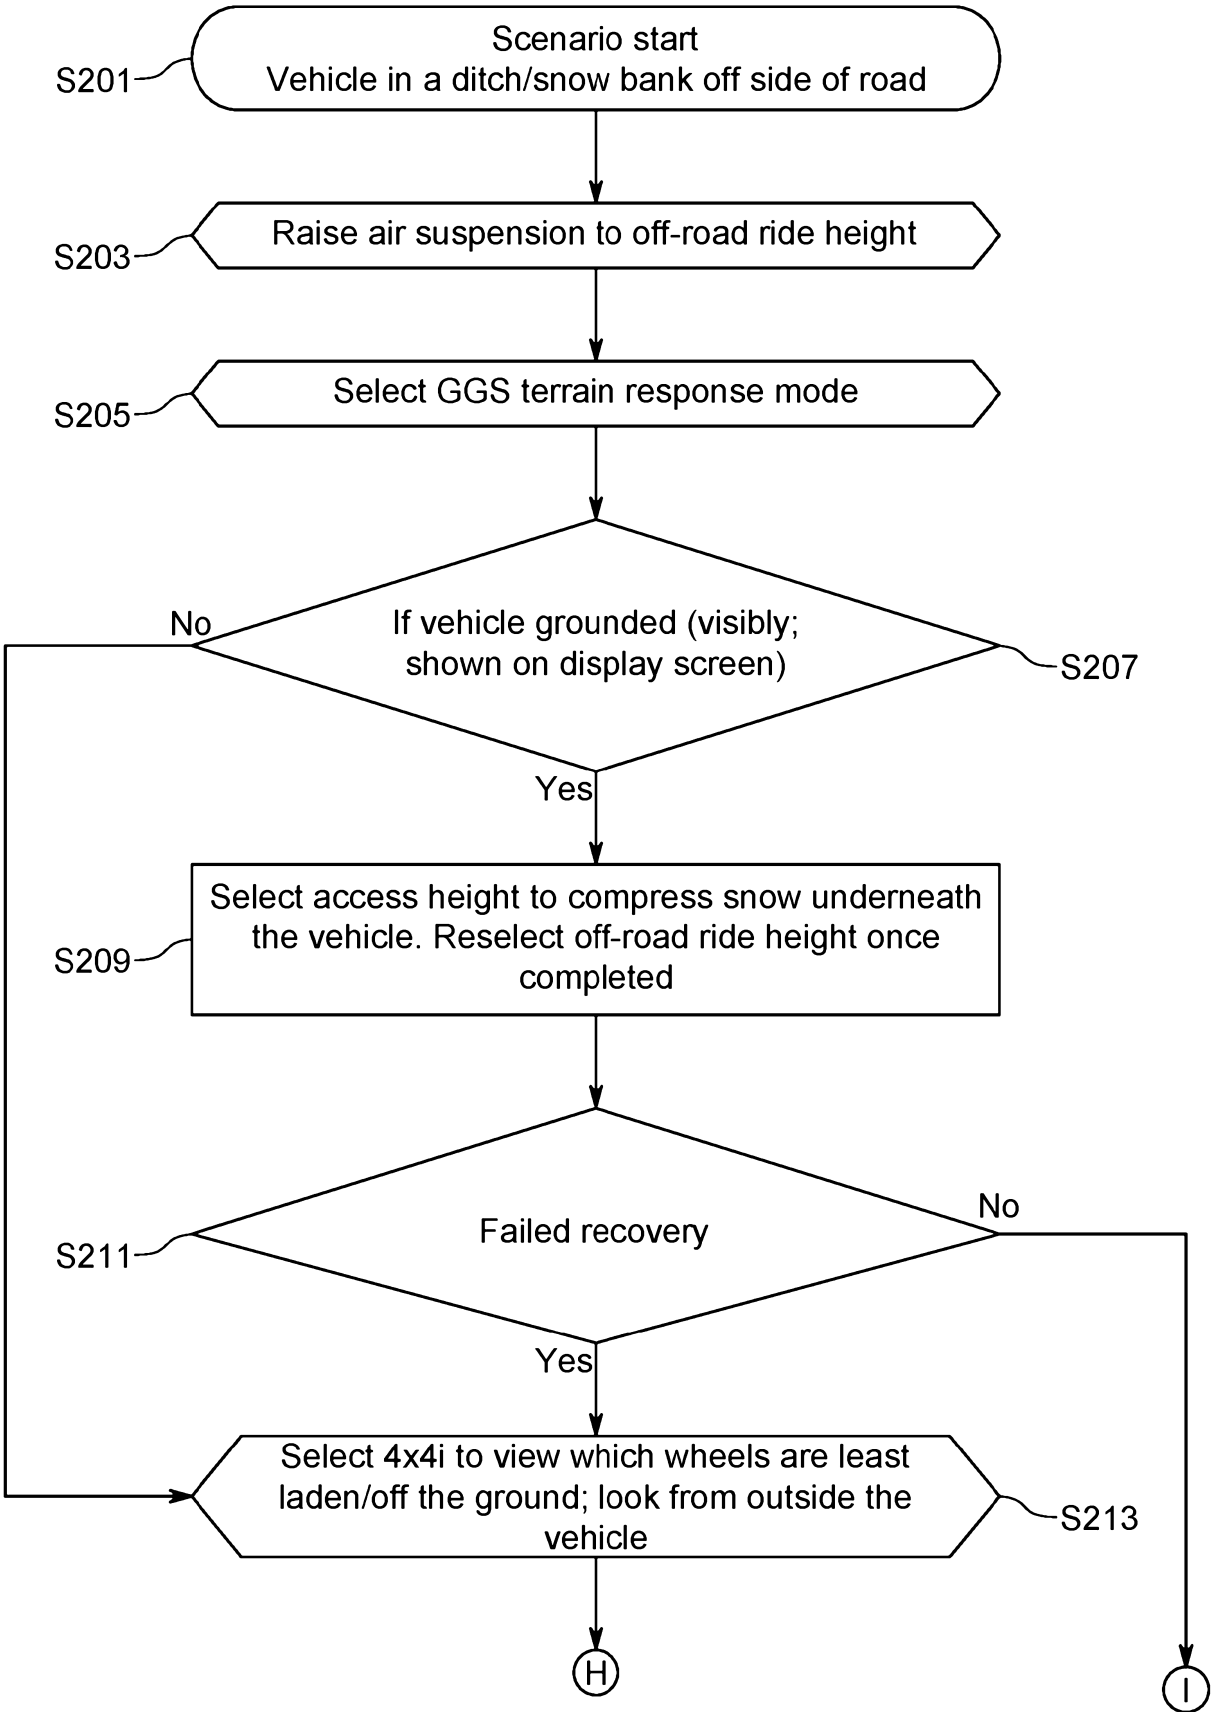 Scenario start
Vehicle in a ditch/snow bank off side of road
S201
Raise air suspension to off-road ride height
S203
Select GGS terrain response mode
S205
No
If vehicle grounded (visibly;
shown on display screen)
S207
Yes
Select access height to compress snow underneath
the vehicle. Reselect off-road ride height once
completed
S209
Failed recovery
No
S211
Yes
Select 4x4i to view which wheels are least
laden/off the ground; look from outside the
vehicle
S213
H
I